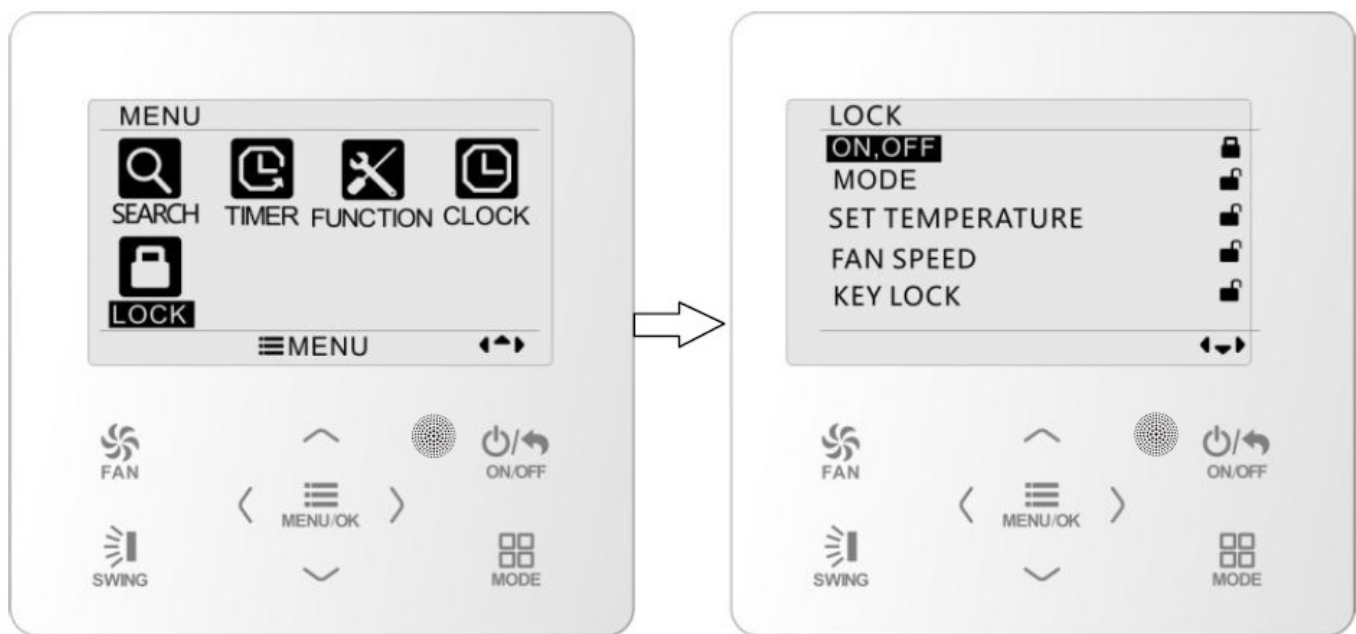 MENU
SEARCH TIMER FUNCTION CLOCK
LOCK
MENU
FAN
ON/OFF
MENU/OK
SWING
MODE
LOCK
ON,OFF
MODE
SET TEMPERATURE
FAN SPEED
KEY LOCK
FAN
ON/OFF
MENU/OK
SWING
MODE